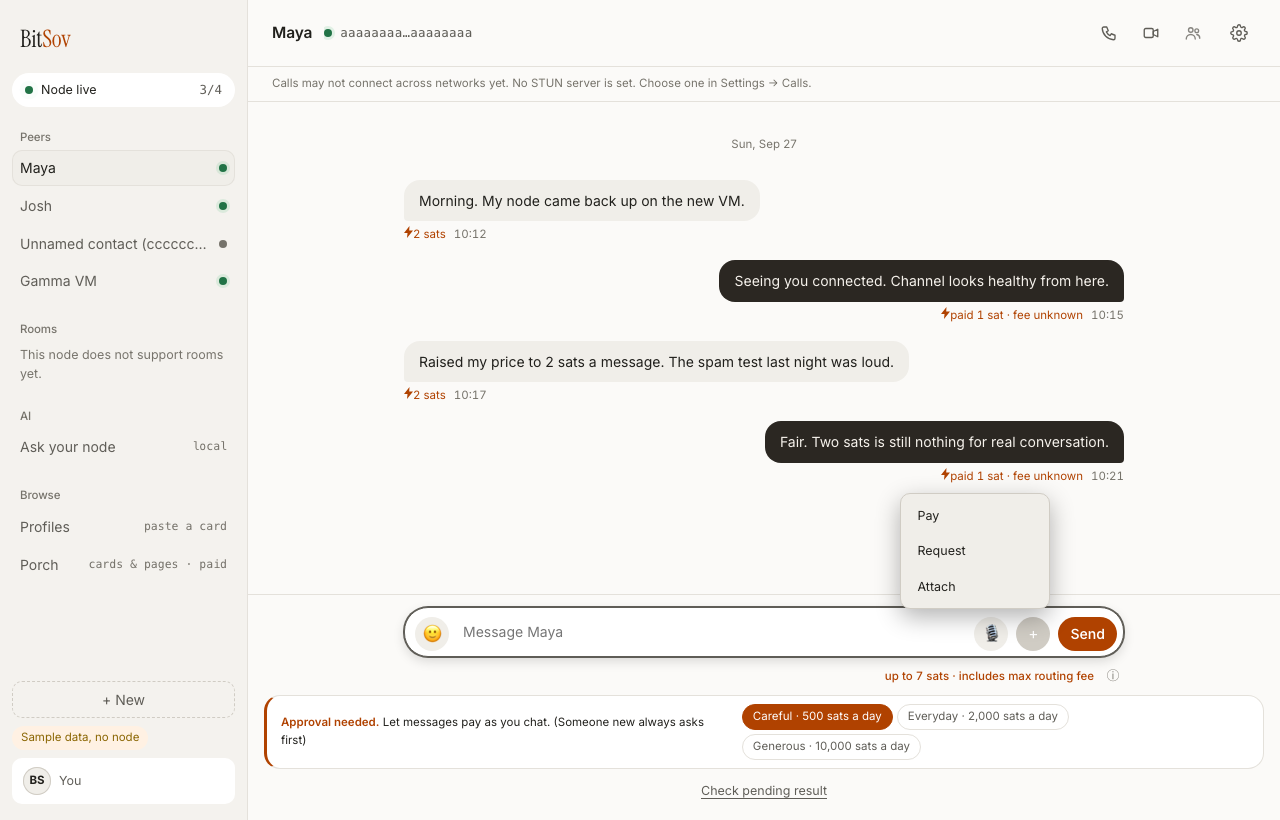 BitSov
Node live 3/4
Peers
Maya
Josh
Unnamed contact (cccccc...
Gamma VM
Rooms
This node does not support rooms
yet.
AI
Ask your node local
Browse
Profiles paste a card
Porch cards & pages · paid
+ New
Sample data, no node
BS You
Maya aaaaaaaa…aaaaaaaa
Calls may not connect across networks yet. No STUN server is set. Choose one in Settings → Calls.
Sun, Sep 27
Morning. My node came back up on the new VM.
2 sats 10:12
Seeing you connected. Channel looks healthy from here.
paid 1 sat · fee unknown 10:15
Raised my price to 2 sats a message. The spam test last night was loud.
2 sats 10:17
Fair. Two sats is still nothing for real conversation.
paid 1 sat · fee unknown 10:21
Pay
Request
Attach
Message Maya + Send
up to 7 sats · includes max routing fee ⓘ
Approval needed. Let messages pay as you chat. (Someone new always asks
first)
Careful · 500 sats a day Everyday · 2,000 sats a day
Generous · 10,000 sats a day
Check pending result